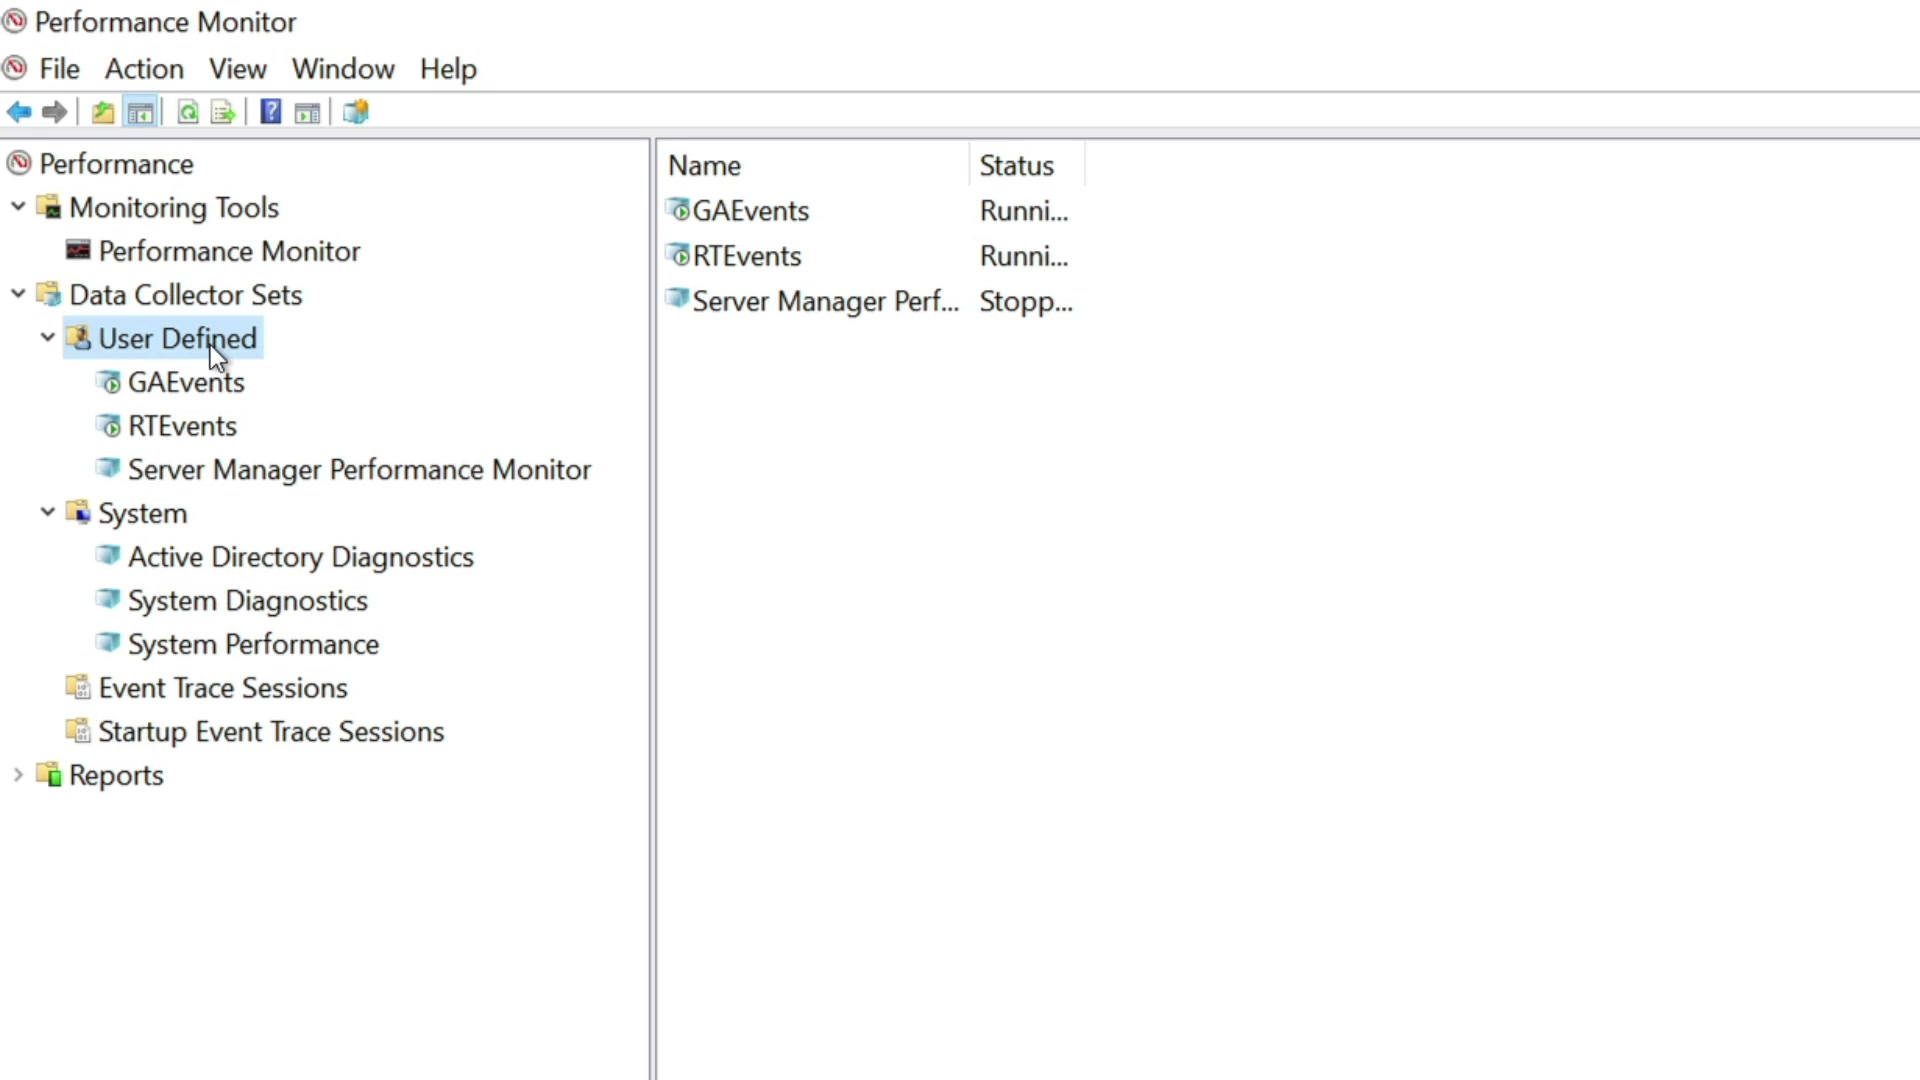 Performance Monitor
File Action View Window Help
Performance
Monitoring Tools
Performance Monitor
Data Collector Sets
User Defined
GAEvents
RTEvents
Server Manager Performance Monitor
System
Active Directory Diagnostics
System Diagnostics
System Performance
Event Trace Sessions
Startup Event Trace Sessions
Reports
Name Status
GAEvents Runni...
RTEvents Runni...
Server Manager Perf... Stopp...